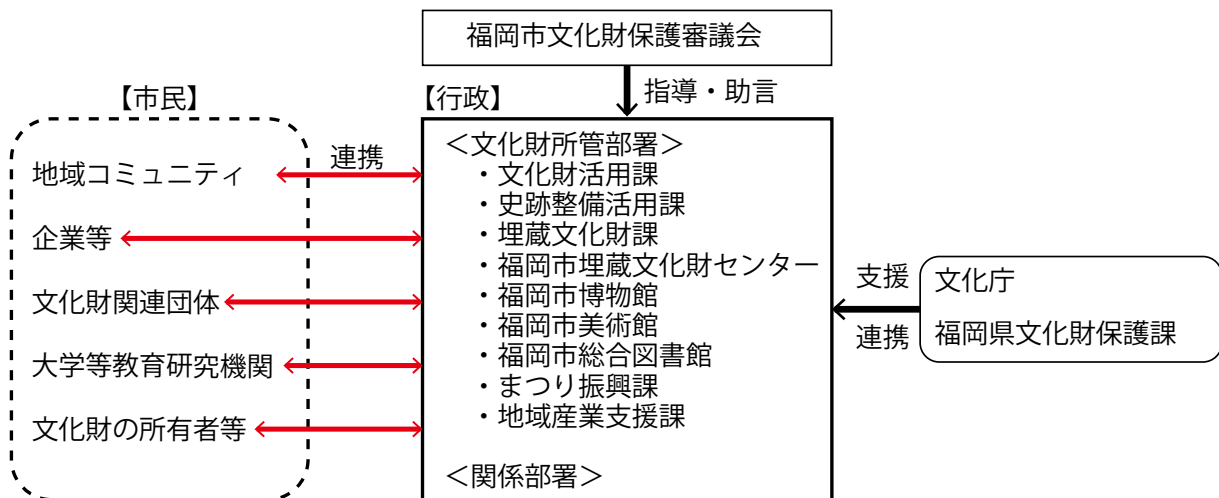 福岡市文化財保護審議会
指導・助言
【市民】
地域コミュニティ
企業等
文化財関連団体
大学等教育研究機関
文化財の所有者等
連携
【行政】
＜文化財所管部署＞
・文化財活用課
・史跡整備活用課
・埋蔵文化財課
・福岡市埋蔵文化財センター
・福岡市博物館
・福岡市美術館
・福岡市総合図書館
・まつり振興課
・地域産業支援課
＜関係部署＞
支援
連携
文化庁
福岡県文化財保護課